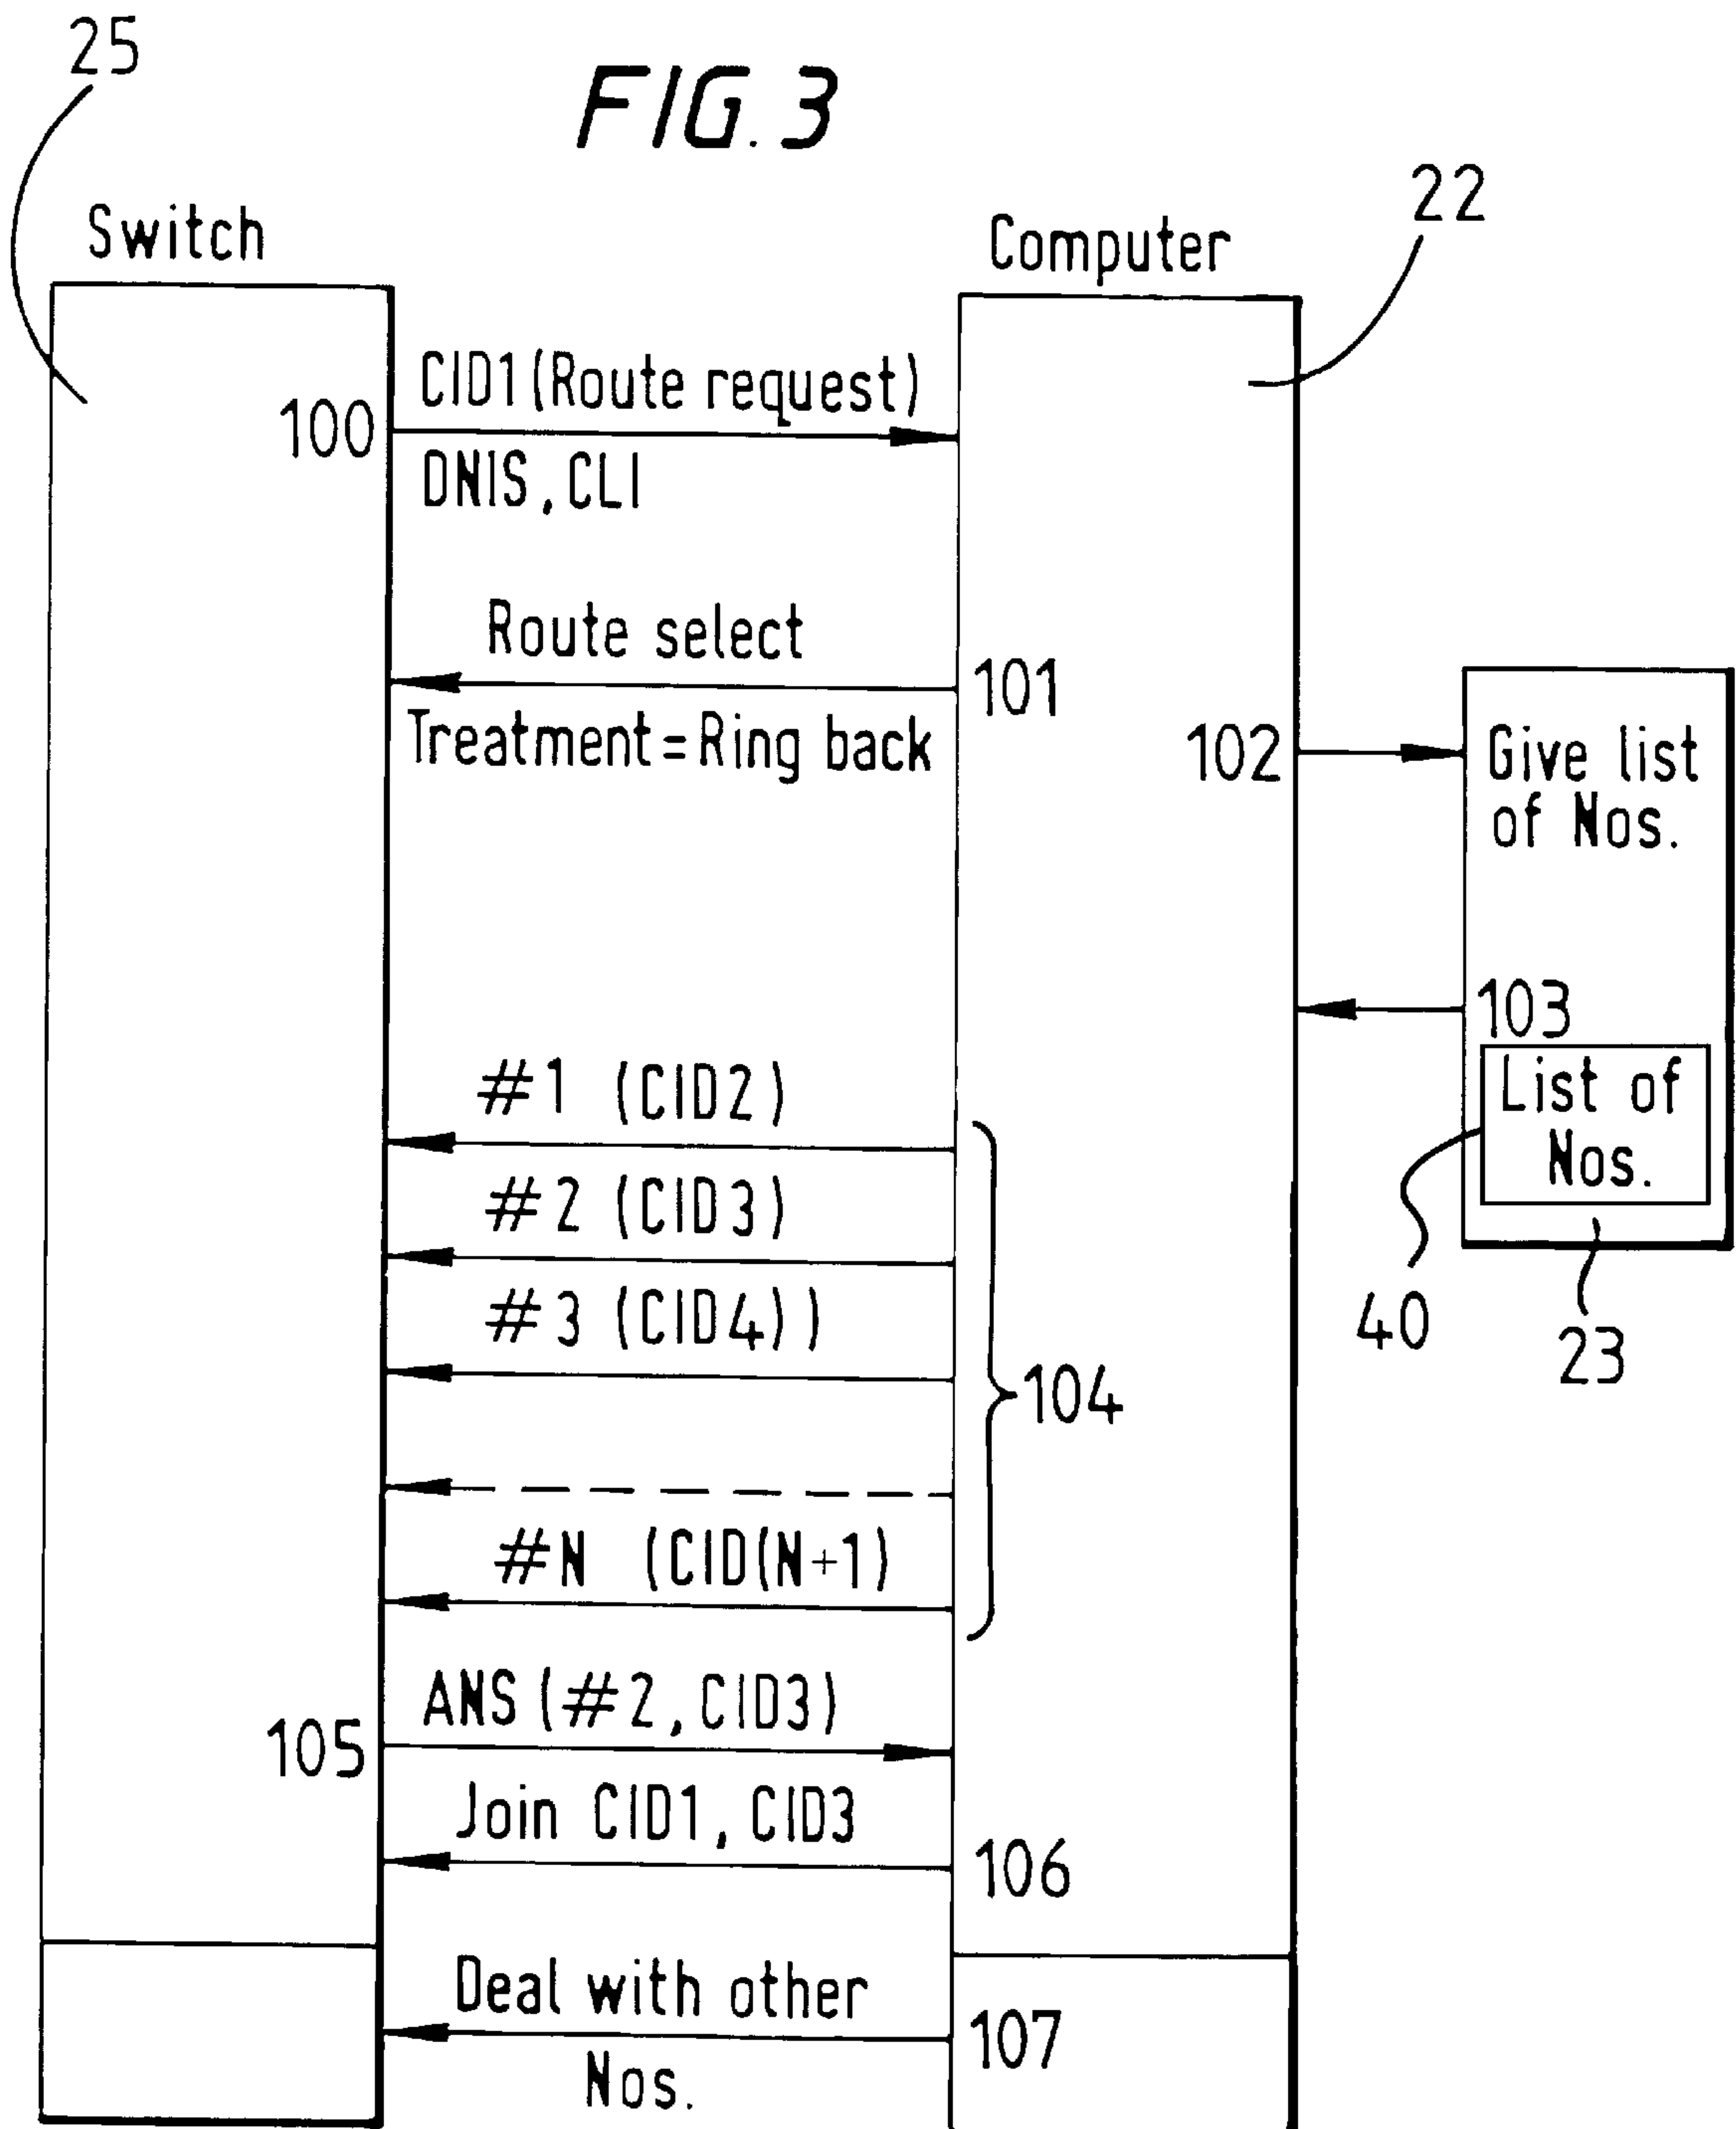 25
FIG. 3
22
Switch
Computer
CID1 (Route request)
100
DNIS, CLI
Route select
101
Treatment = Ring back
102
Give list
of Nos.
103
List of
Nos.
40
23
#1 (CID2)
#2 (CID3)
#3 (CID4))
104
#N (CID(N+1)
ANS (#2, CID3)
105
Join CID1, CID3
106
Deal with other
107
Nos.